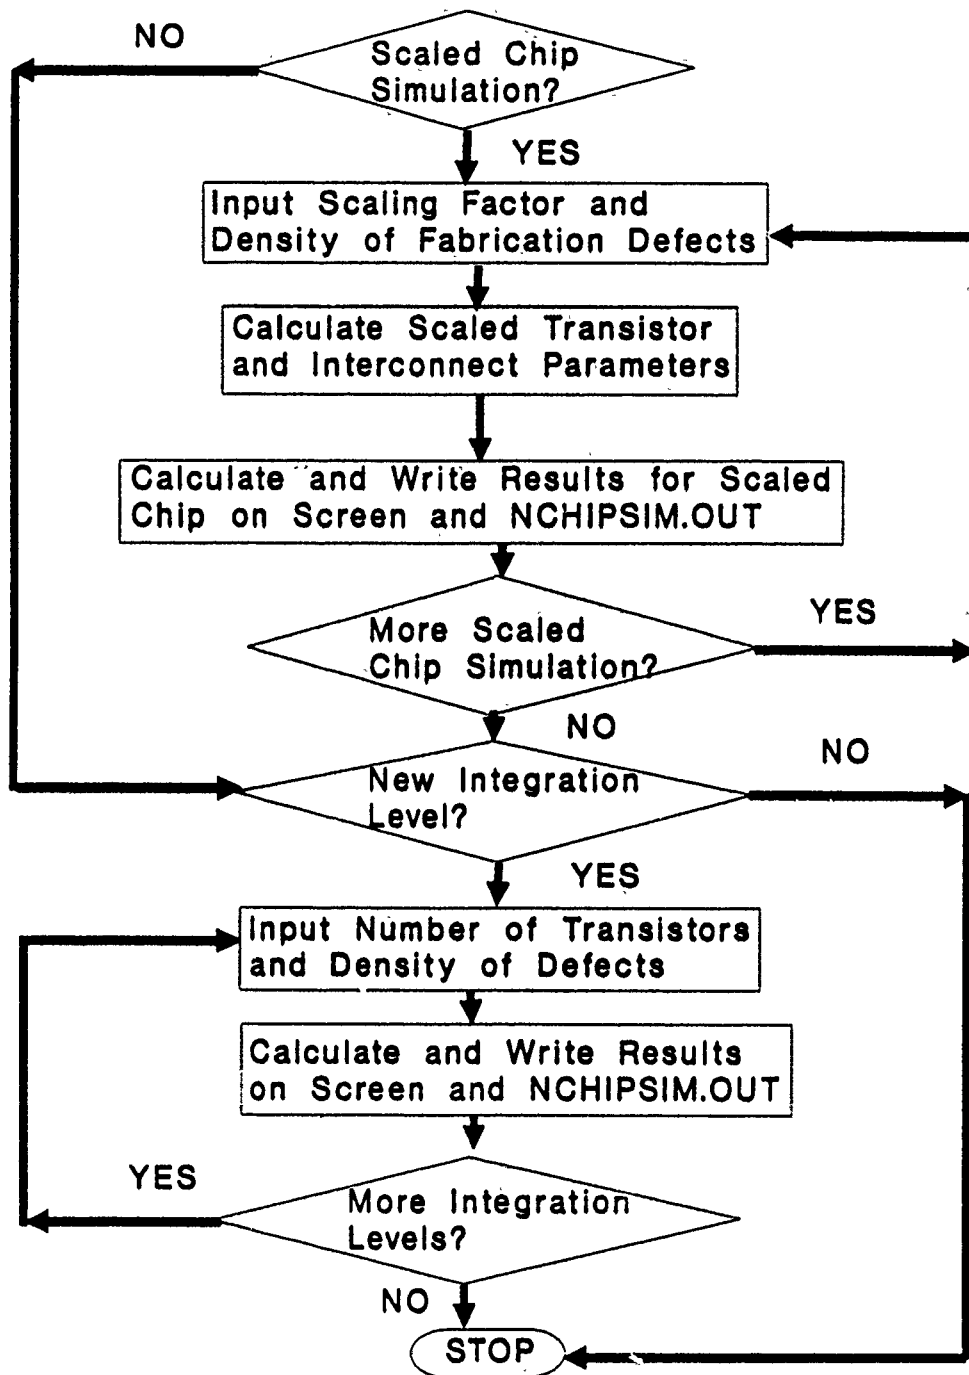 NO
Scaled Chip
Simulation?
YES
Input Scaling Factor and
Density of Fabrication Defects
Calculate Scaled Transistor
and Interconnect Parameters
Calculate and Write Results for Scaled
Chip on Screen and NCHIPSIM.OUT
More Scaled
Chip Simulation?
YES
NO
New Integration
Level?
NO
YES
Input Number of Transistors
and Density of Defects
Calculate and Write Results
on Screen and NCHIPSIM.OUT
YES
More Integration
Levels?
NO
STOP